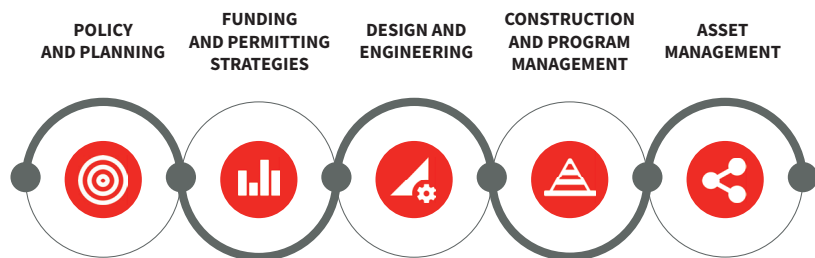 POLICY
AND PLANNING
FUNDING
AND PERMITTING
STRATEGIES
DESIGN AND
ENGINEERING
CONSTRUCTION
AND PROGRAM
MANAGEMENT
ASSET
MANAGEMENT